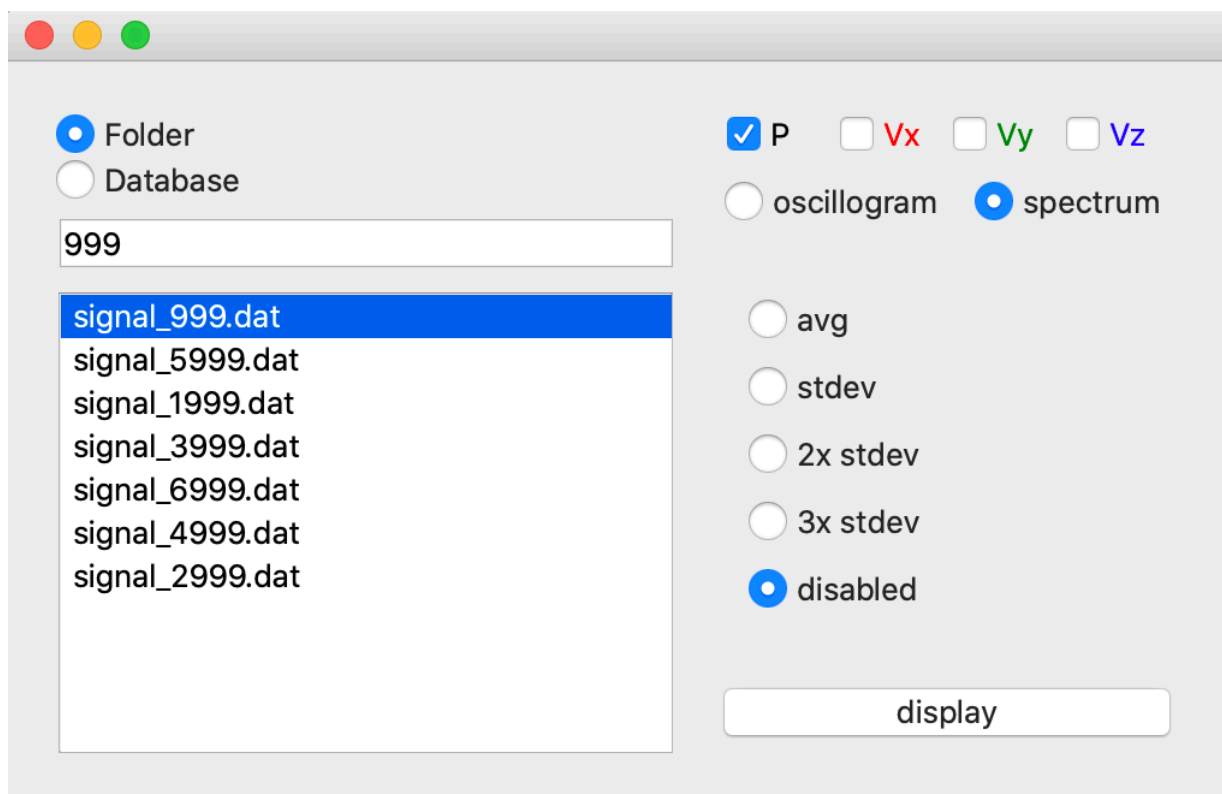 Folder
Database
999
signal_999.dat
signal_5999.dat
signal_1999.dat
signal_3999.dat
signal_6999.dat
signal_4999.dat
signal_2999.dat
P Vx Vy Vz
oscillogram spectrum
avg
stdev
2x stdev
3x stdev
disabled
display